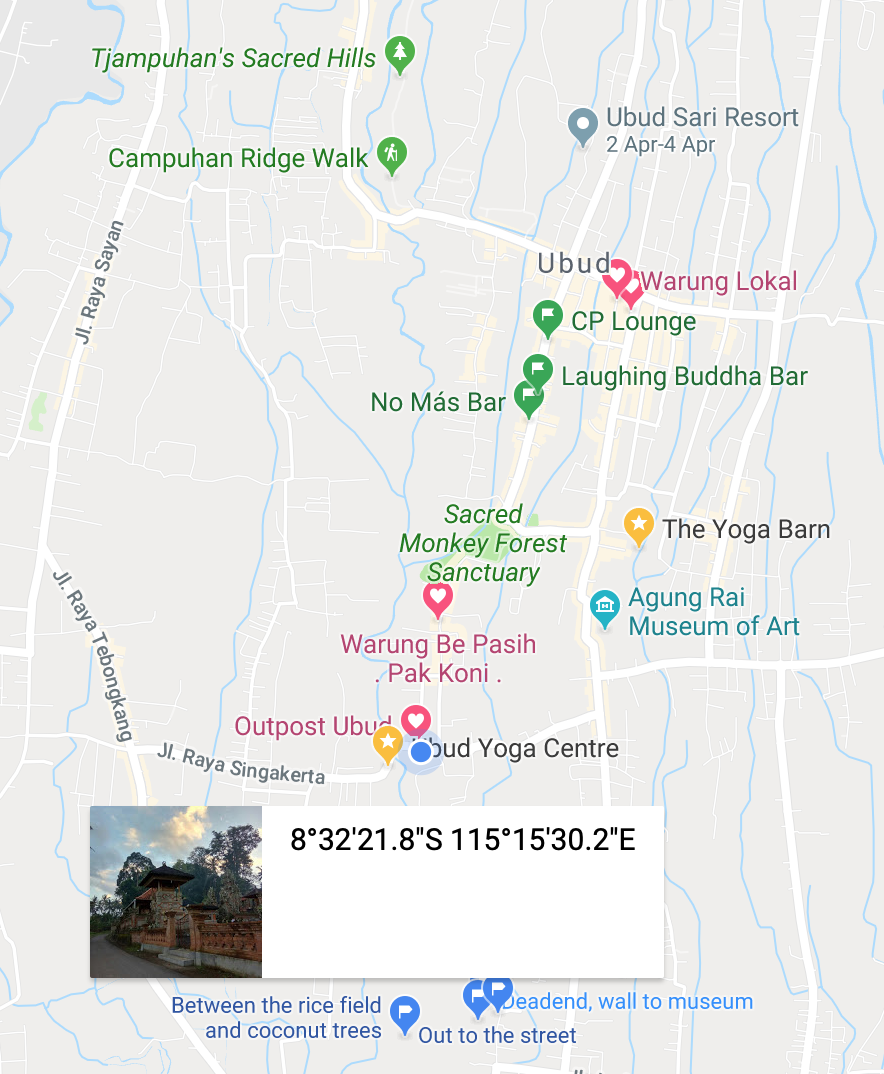 Tjampuhan's Sacred Hills
Ubud Sari Resort
2 Apr-4 Apr
Campuhan Ridge Walk
Jl. Raya Sayan
Ubud
Warung Lokal
CP Lounge
Laughing Buddha Bar
No Más Bar
Sacred
Monkey Forest
Sanctuary
The Yoga Barn
Jl. Raya Tebongkang
Agung Rai
Museum of Art
Warung Be Pasih
. Pak Koni .
Outpost Ubud
Ubud Yoga Centre
Jl. Raya Singakerta
8°32'21.8"S 115°15'30.2"E
Between the rice field
and coconut trees
Deadend, wall to museum
Out to the street